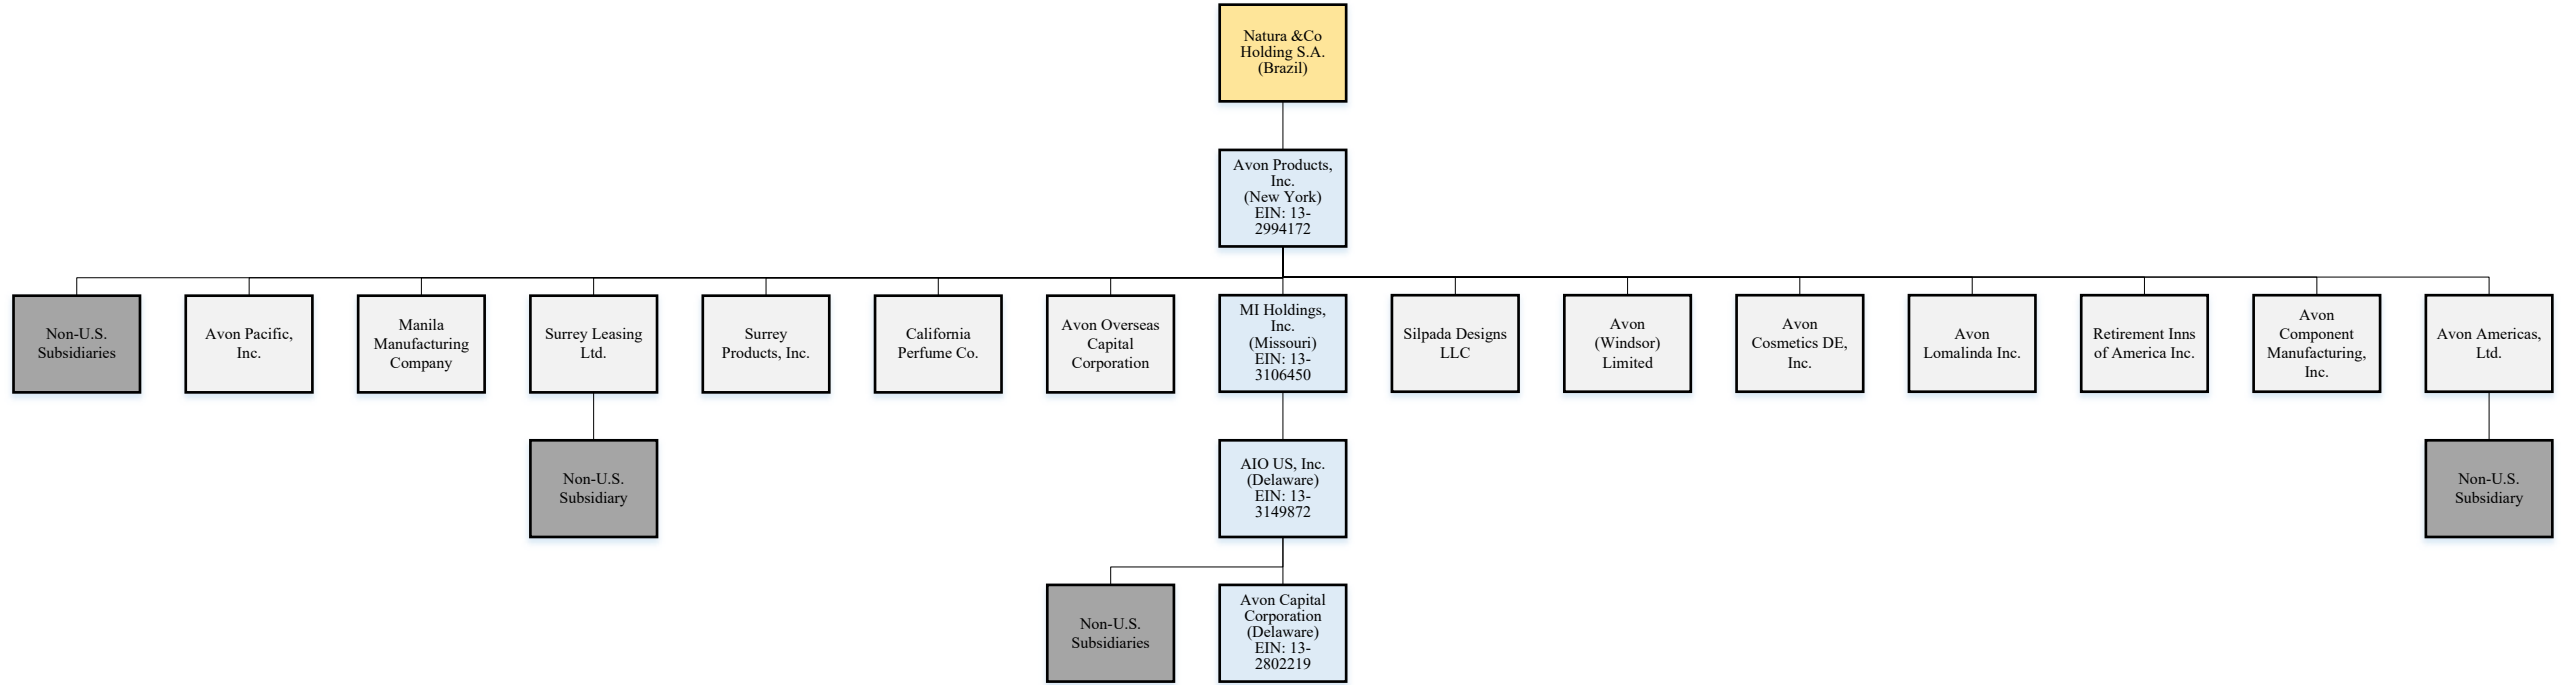 Natura &Co
Holding S.A.
(Brazil)
Avon Products,
Inc.
(New York)
EIN: 13-
2994172
Non-U.S.
Subsidiaries
Avon Pacific,
Inc.
Manila
Manufacturing
Company
Surrey Leasing
Ltd.
Surrey
Products, Inc.
California
Perfume Co.
Avon Overseas
Capital
Corporation
MI Holdings,
Inc.
(Missouri)
EIN: 13-
3106450
Silpada Designs
LLC
Avon
(Windsor)
Limited
Avon
Cosmetics DE,
Inc.
Avon
Lomalinda Inc.
Retirement Inns
of America Inc.
Avon
Component
Manufacturing,
Inc.
Avon Americas,
Ltd.
Non-U.S.
Subsidiary
AIO US, Inc.
(Delaware)
EIN: 13-
3149872
Non-U.S.
Subsidiary
Non-U.S.
Subsidiaries
Avon Capital
Corporation
(Delaware)
EIN: 13-
2802219